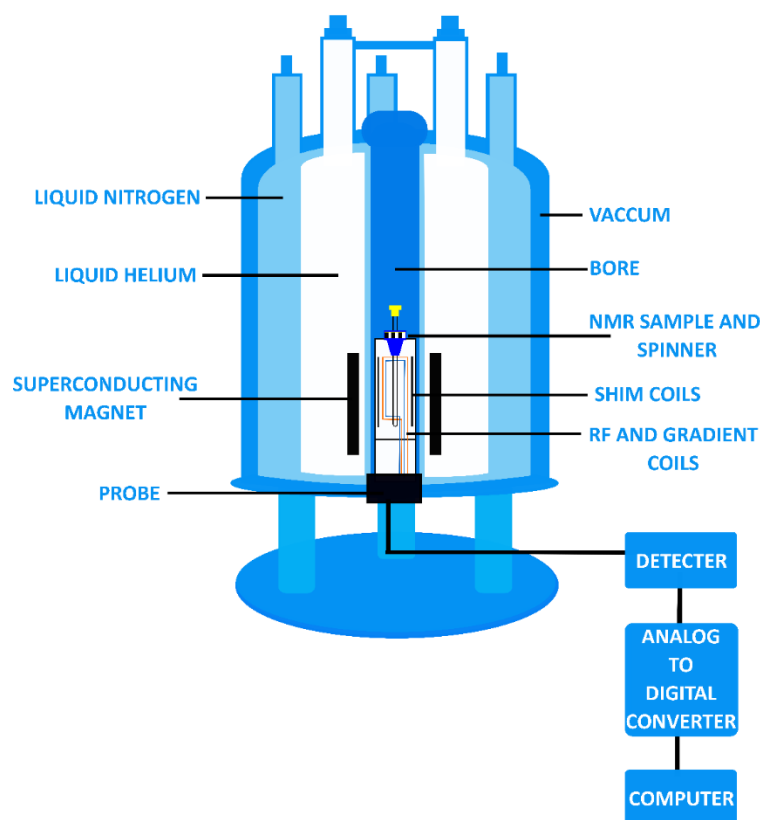 LIQUID NITROGEN
VACCUM
LIQUID HELIUM
BORE
NMR SAMPLE AND
SPINNER
SUPERCONDUCTING
MAGNET
SHIM COILS
RF AND GRADIENT
COILS
PROBE
DETECTER
ANALOG
TO
DIGITAL
CONVERTER
COMPUTER